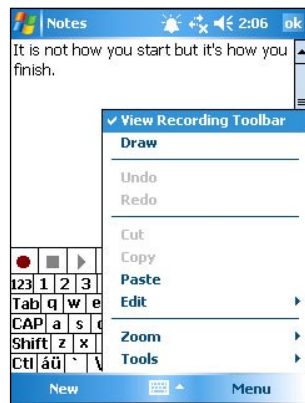 Notes 2:06 ok
It is not how you start but it's how you
finish.
View Recording Toolbar
Draw
Undo
Redo
Cut
Copy
Paste
Edit
Zoom
Tools
123 1 2 3
Tab q w e
CAP a s d
Shift z x
Ctl áü ` \
New Menu